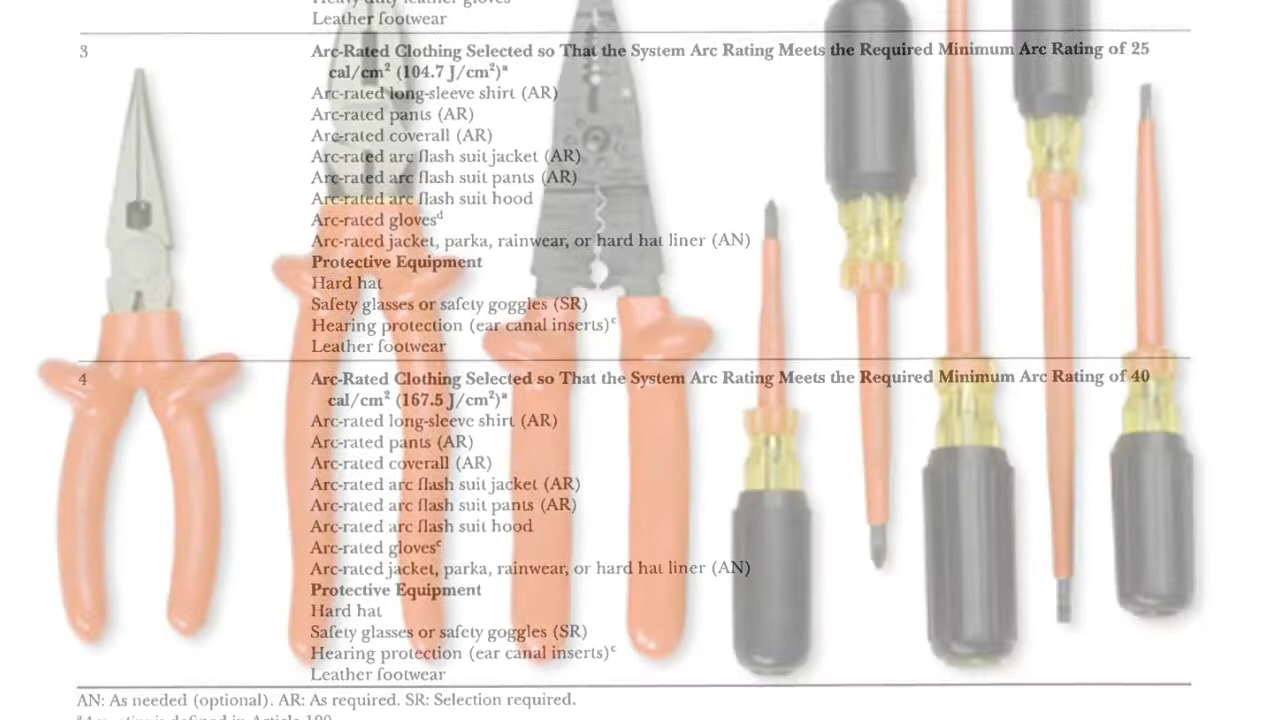 Leather footwear
3 Arc-Rated Clothing Selected so That the System Arc Rating Meets the Required Minimum Arc Rating of 25
cal/cm² (104.7 J/cm²)ᵃ
Arc-rated long-sleeve shirt (AR)
Arc-rated pants (AR)
Arc-rated coverall (AR)
Arc-rated arc flash suit jacket (AR)
Arc-rated arc flash suit pants (AR)
Arc-rated arc flash suit hood
Arc-rated glovesᵈ
Arc-rated jacket, parka, rainwear, or hard hat liner (AN)
Protective Equipment
Hard hat
Safety glasses or safety goggles (SR)
Hearing protection (ear canal inserts)ᶜ
Leather footwear
4 Arc-Rated Clothing Selected so That the System Arc Rating Meets the Required Minimum Arc Rating of 40
cal/cm² (167.5 J/cm²)ᵃ
Arc-rated long-sleeve shirt (AR)
Arc-rated pants (AR)
Arc-rated coverall (AR)
Arc-rated arc flash suit jacket (AR)
Arc-rated arc flash suit pants (AR)
Arc-rated arc flash suit hood
Arc-rated glovesᶜ
Arc-rated jacket, parka, rainwear, or hard hat liner (AN)
Protective Equipment
Hard hat
Safety glasses or safety goggles (SR)
Hearing protection (ear canal inserts)ᶜ
Leather footwear
AN: As needed (optional). AR: As required. SR: Selection required.